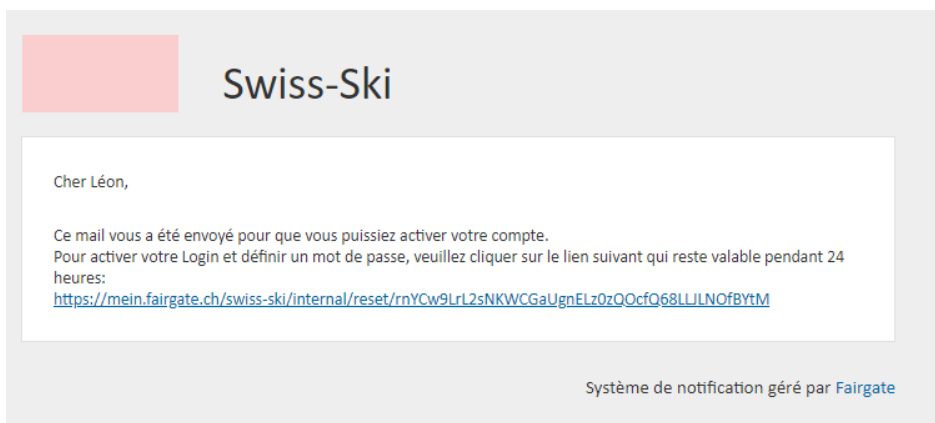 Swiss-Ski
Cher Léon,
Ce mail vous a été envoyé pour que vous puissiez activer votre compte.
Pour activer votre Login et définir un mot de passe, veuillez cliquer sur le lien suivant qui reste valable pendant 24
heures:
https://mein.fairgate.ch/swiss-ski/internal/reset/rnYCw9LrL2sNKWCGaUgnELz0zQOcfQ68LLJLNOfBYtM
Système de notification géré par Fairgate